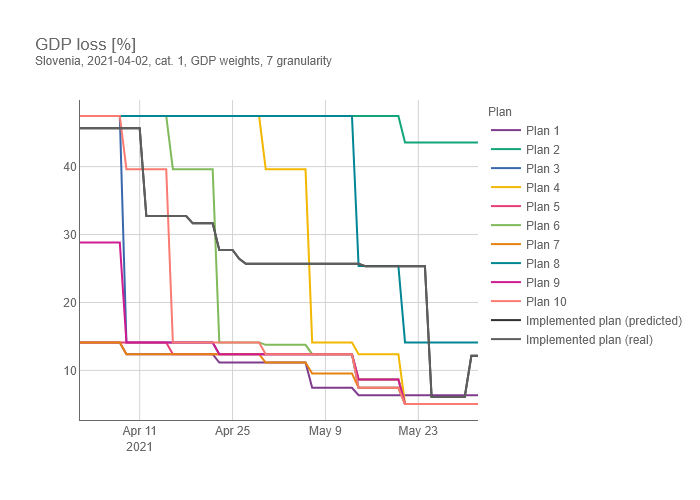 GDP loss [%]
Slovenia, 2021-04-02, cat. 1, GDP weights, 7 granularity
40
30
20
10
Apr 11
2021
Apr 25
May 9
May 23
Plan
Plan 1
Plan 2
Plan 3
Plan 4
Plan 5
Plan 6
Plan 7
Plan 8
Plan 9
Plan 10
Implemented plan (predicted)
Implemented plan (real)